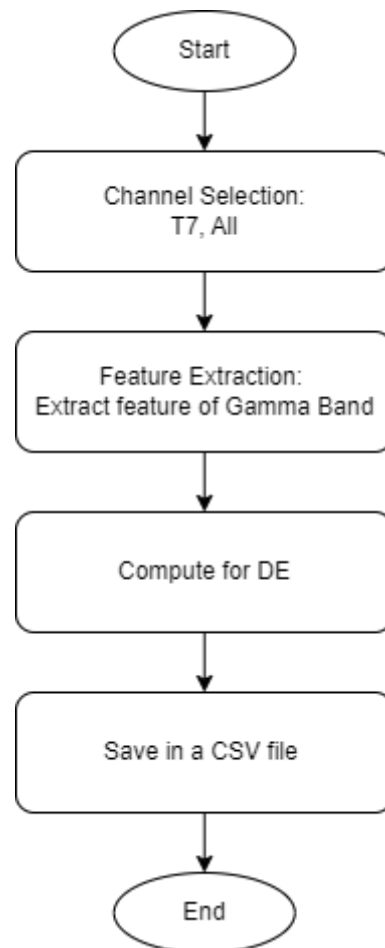 Start
Channel Selection:
T7, All
Feature Extraction:
Extract feature of Gamma Band
Compute for DE
Save in a CSV file
End